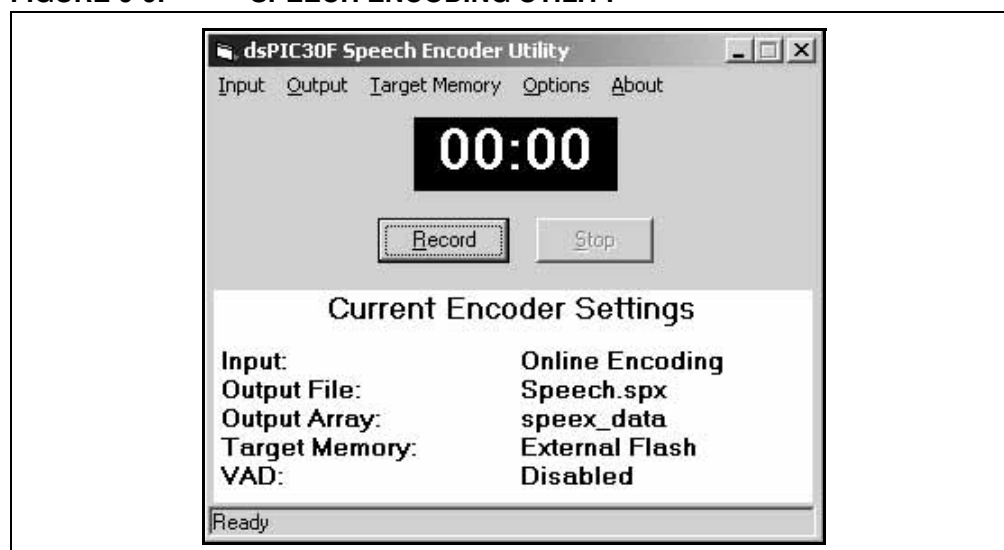 dsPIC30F Speech Encoder Utility
Input Output Target Memory Options About
00:00
Record Stop
Current Encoder Settings
Input: Online Encoding
Output File: Speech.spx
Output Array: speex_data
Target Memory: External Flash
VAD: Disabled
Ready